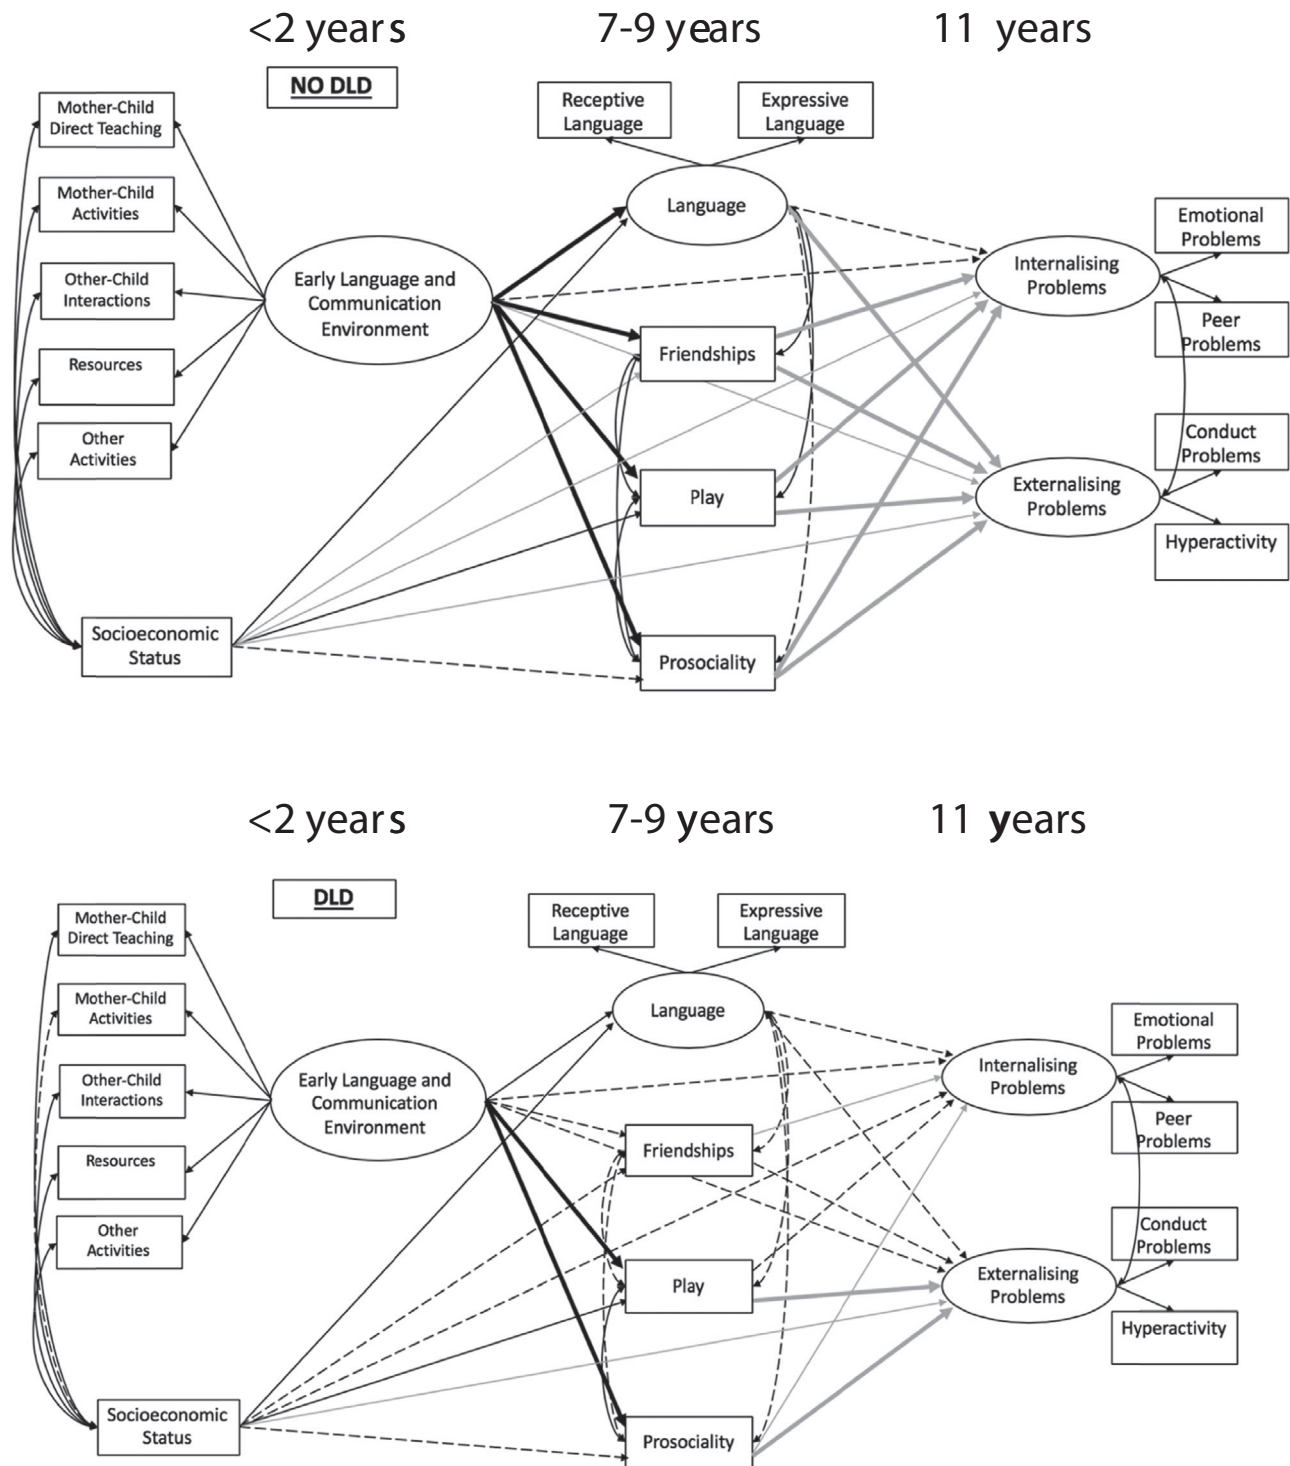 <2 years 7-9 years 11 years
NO DLD
Mother-Child
Direct Teaching
Mother-Child
Activities
Other-Child
Interactions
Resources
Other
Activities
Socioeconomic
Status
Early Language and
Communication
Environment
Receptive
Language
Expressive
Language
Language
Friendships
Play
Prosociality
Internalising
Problems
Externalising
Problems
Emotional
Problems
Peer
Problems
Conduct
Problems
Hyperactivity
<2 years 7-9 years 11 years
DLD
Mother-Child
Direct Teaching
Mother-Child
Activities
Other-Child
Interactions
Resources
Other
Activities
Socioeconomic
Status
Early Language and
Communication
Environment
Receptive
Language
Expressive
Language
Language
Friendships
Play
Prosociality
Internalising
Problems
Externalising
Problems
Emotional
Problems
Peer
Problems
Conduct
Problems
Hyperactivity